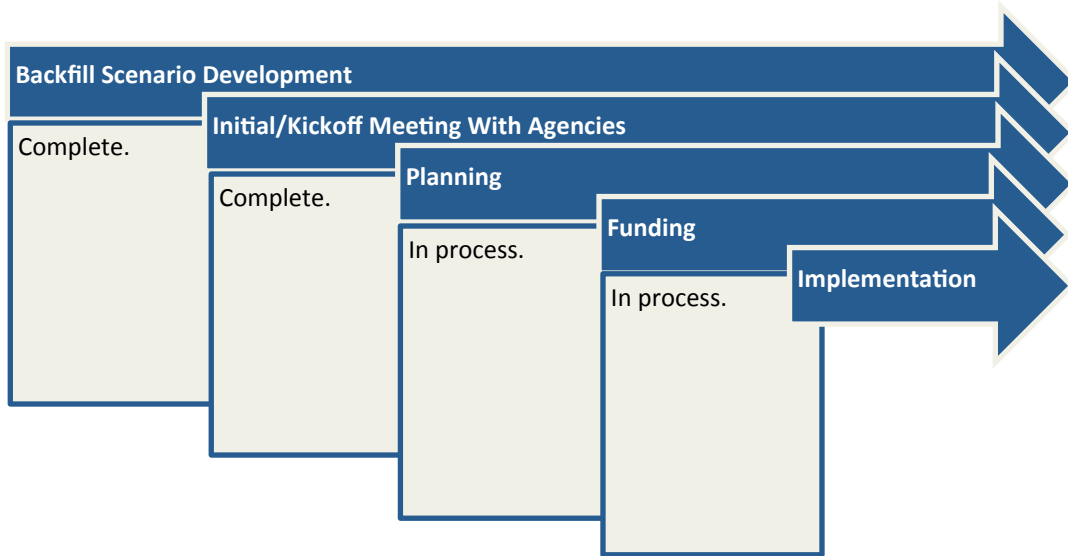 Backfill Scenario Development
Complete.
Initial/Kickoff Meeting With Agencies
Complete.
Planning
In process.
Funding
In process.
Implementation